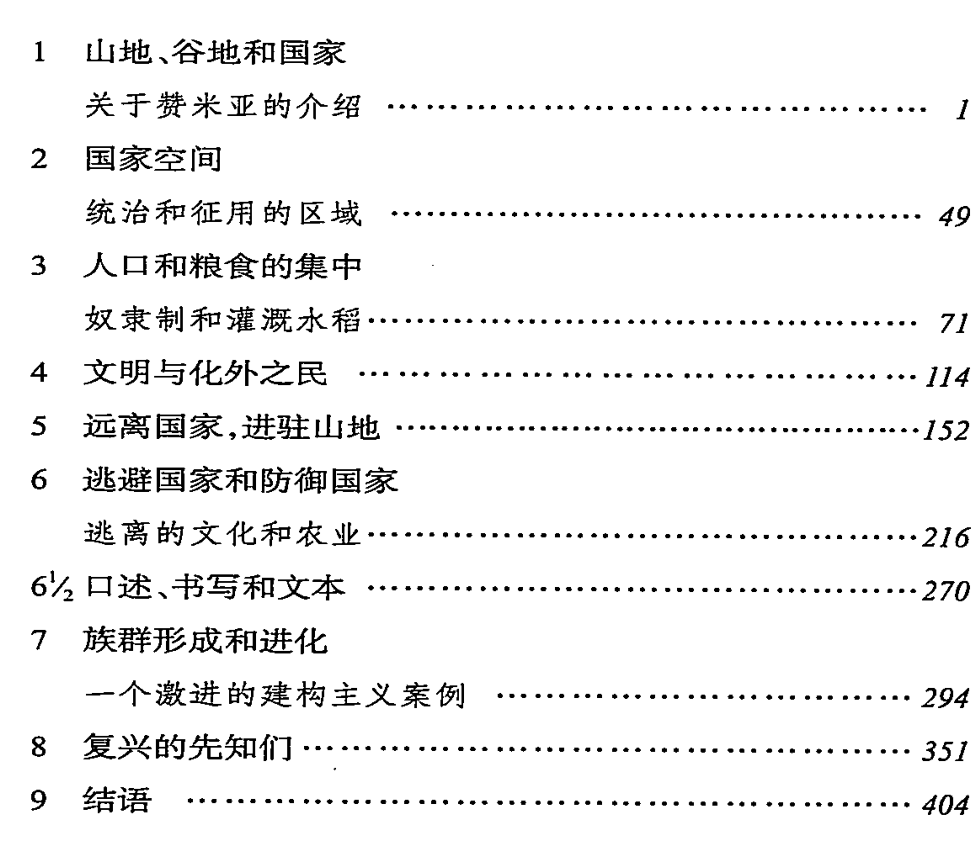 1 山地、谷地和国家
关于赞米亚的介绍 ………………………………………… 1
2 国家空间
统治和征用的区域 ………………………………………… 49
3 人口和粮食的集中
奴隶制和灌溉水稻………………………………………… 71
4 文明与化外之民 ………………………………………… 114
5 远离国家,进驻山地 ………………………………………… 152
6 逃避国家和防御国家
逃离的文化和农业………………………………………… 216
6½ 口述、书写和文本 ………………………………………… 270
7 族群形成和进化
一个激进的建构主义案例 ……………………………… 294
8 复兴的先知们 ………………………………………… 351
9 结语 ………………………………………………… 404